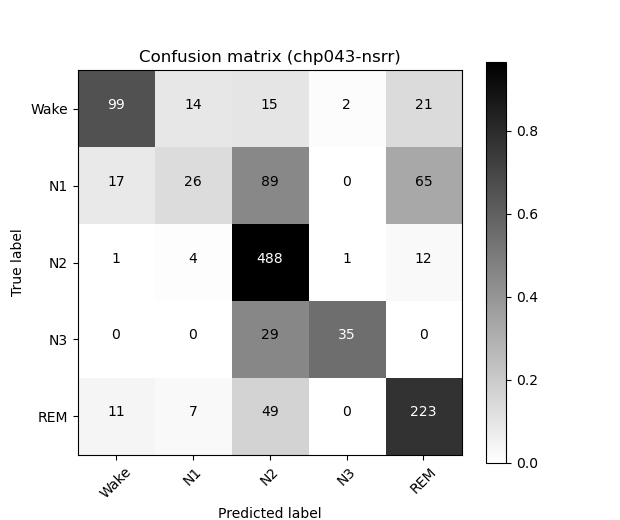 Confusion matrix (chp043-nsrr)
Wake 99 14 15 2 21
N1 17 26 89 0 65
N2 1 4 488 1 12
N3 0 0 29 35 0
REM 11 7 49 0 223
Wake N1 N2 N3 REM
Predicted label
True label
0.8
0.6
0.4
0.2
0.0